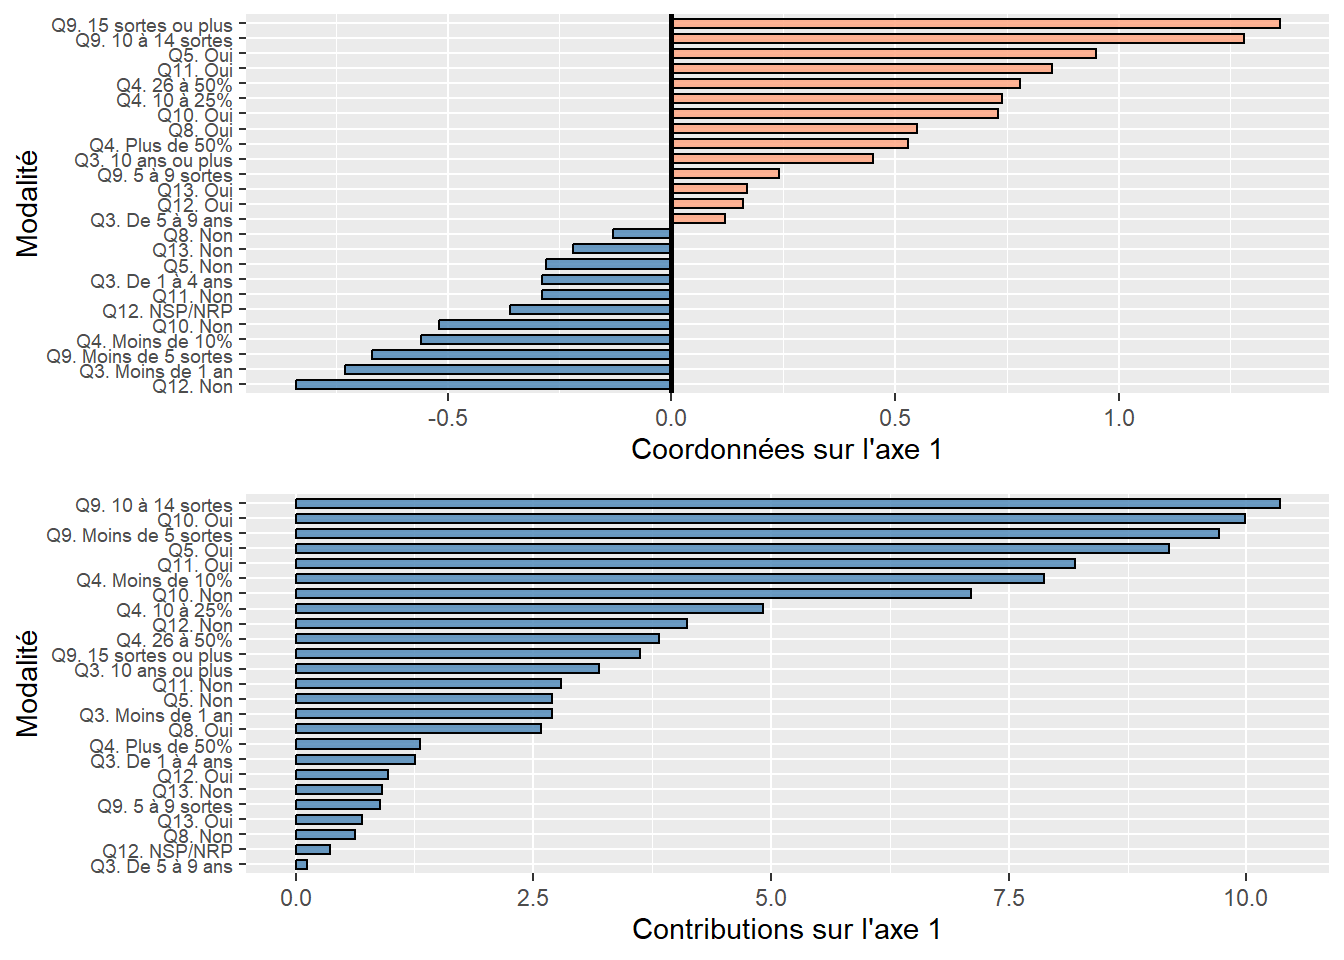 Modalité
Q9. 15 sortes ou plus
Q9. 10 à 14 sortes
Q5. Oui
Q11. Oui
Q4. 26 à 50%
Q4. 10 à 25%
Q10. Oui
Q8. Oui
Q4. Plus de 50%
Q3. 10 ans ou plus
Q9. 5 à 9 sortes
Q13. Oui
Q12. Oui
Q3. De 5 à 9 ans
Q8. Non
Q13. Non
Q5. Non
Q3. De 1 à 4 ans
Q11. Non
Q12. NSP/NRP
Q10. Non
Q4. Moins de 10%
Q9. Moins de 5 sortes
Q3. Moins de 1 an
Q12. Non
-0.5 0.0 0.5 1.0
Coordonnées sur l'axe 1
Modalité
Q9. 10 à 14 sortes
Q10. Oui
Q9. Moins de 5 sortes
Q5. Oui
Q11. Oui
Q4. Moins de 10%
Q10. Non
Q4. 10 à 25%
Q12. Non
Q4. 26 à 50%
Q9. 15 sortes ou plus
Q3. 10 ans ou plus
Q11. Non
Q5. Non
Q3. Moins de 1 an
Q8. Oui
Q4. Plus de 50%
Q3. De 1 à 4 ans
Q12. Oui
Q13. Non
Q9. 5 à 9 sortes
Q13. Oui
Q8. Non
Q12. NSP/NRP
Q3. De 5 à 9 ans
0.0 2.5 5.0 7.5 10.0
Contributions sur l'axe 1